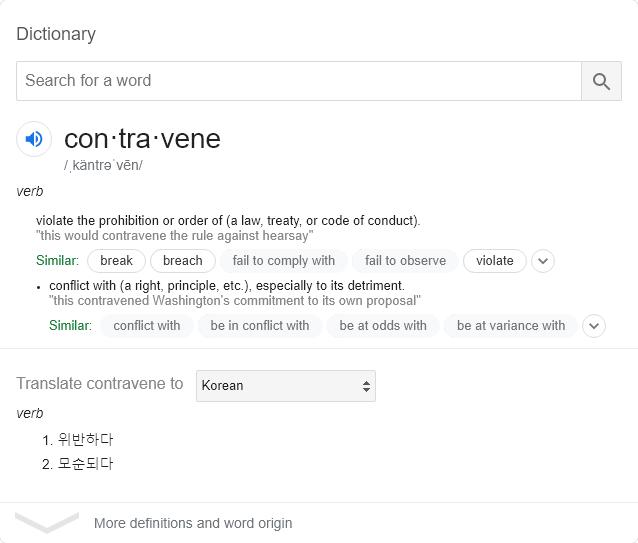 Dictionary
Search for a word
con·tra·vene
/ˌkäntrəˈvēn/
verb
violate the prohibition or order of (a law, treaty, or code of conduct).
"this would contravene the rule against hearsay"
Similar: break breach fail to comply with fail to observe violate
• conflict with (a right, principle, etc.), especially to its detriment.
"this contravened Washington's commitment to its own proposal"
Similar: conflict with be in conflict with be at odds with be at variance with
Translate contravene to Korean
verb
1. 위반하다
2. 모순되다
More definitions and word origin